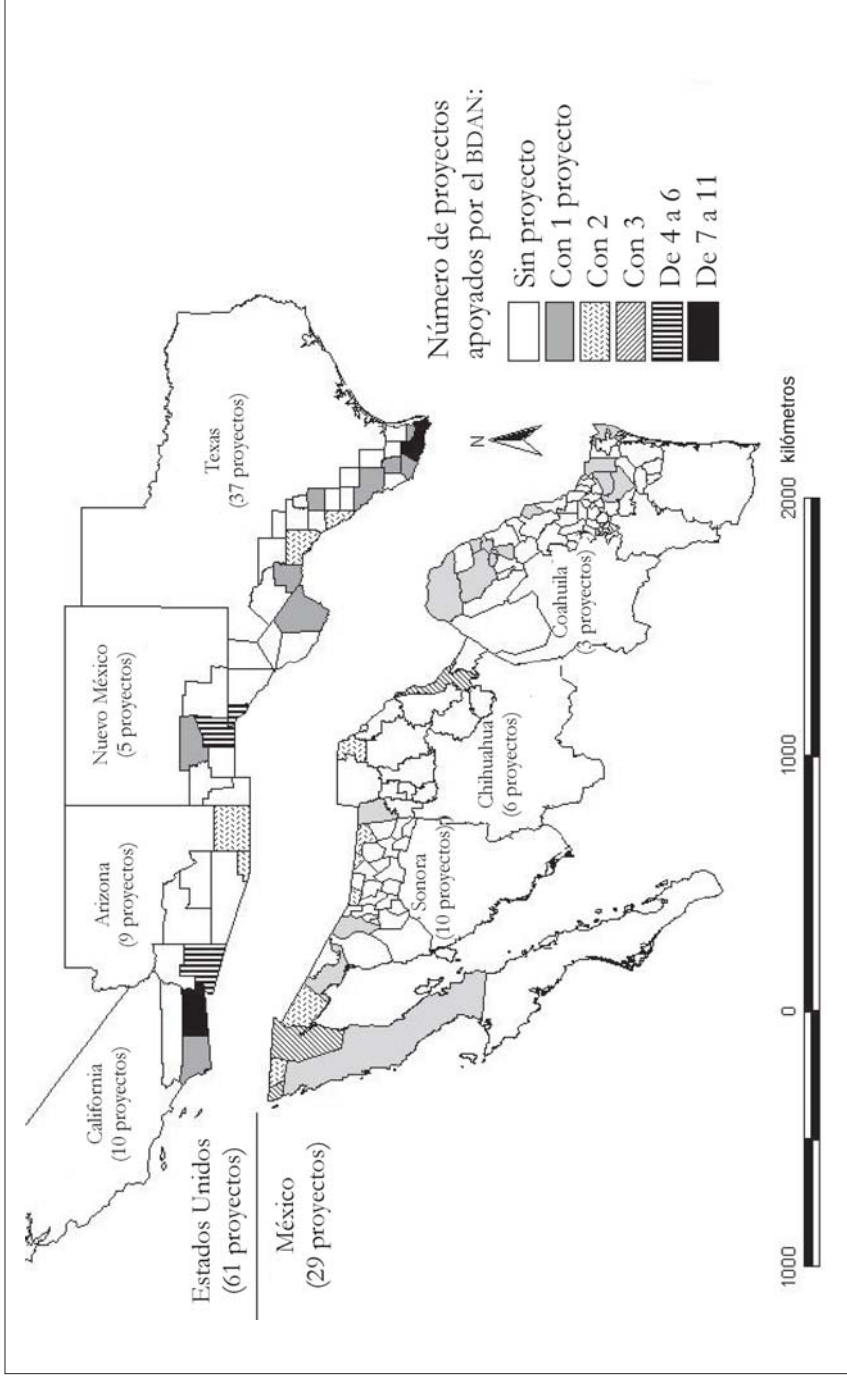 California
(10 proyectos)
Arizona
(9 proyectos)
Nuevo México
(5 proyectos)
Texas
(37 proyectos)
Estados Unidos
(61 proyectos)
México
(29 proyectos)
Sonora
(10 proyectos)
Chihuahua
(6 proyectos)
Coahuila
(3 proyectos)
N
Número de proyectos
apoyados por el BDAN:
Sin proyecto
Con 1 proyecto
Con 2
Con 3
De 4 a 6
De 7 a 11
1000 0 1000 2000 kilómetros